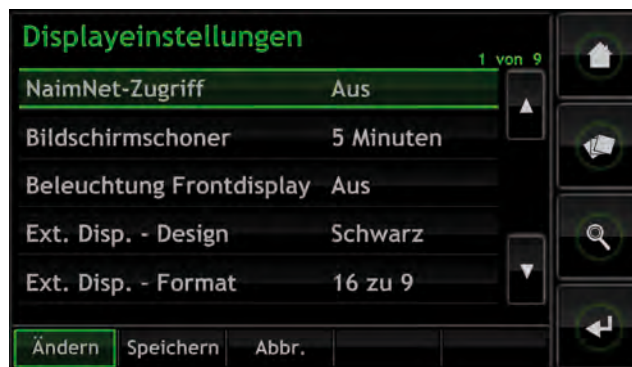 Displayeinstellungen
1 von 9
NaimNet-Zugriff Aus
Bildschirmschoner 5 Minuten
Beleuchtung Frontdisplay Aus
Ext. Disp. - Design Schwarz
Ext. Disp. - Format 16 zu 9
Ändern Speichern Abbr.